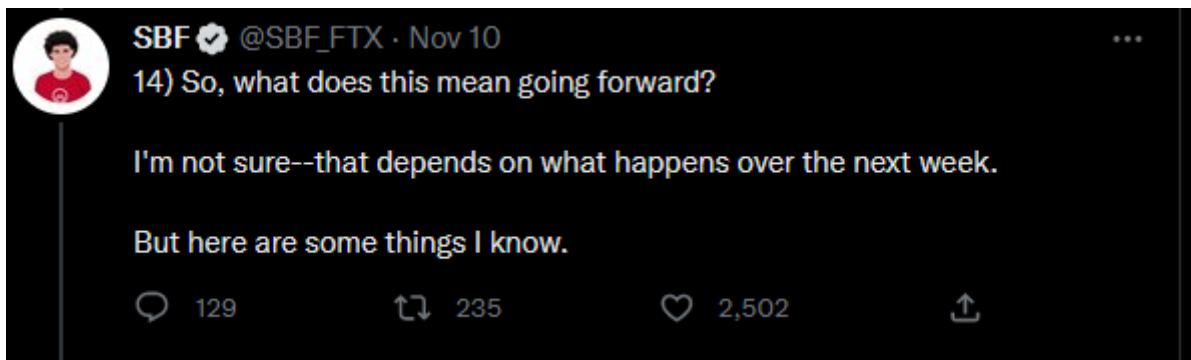 SBF @SBF_FTX · Nov 10
14) So, what does this mean going forward?
I'm not sure--that depends on what happens over the next week.
But here are some things I know.
129 235 2,502